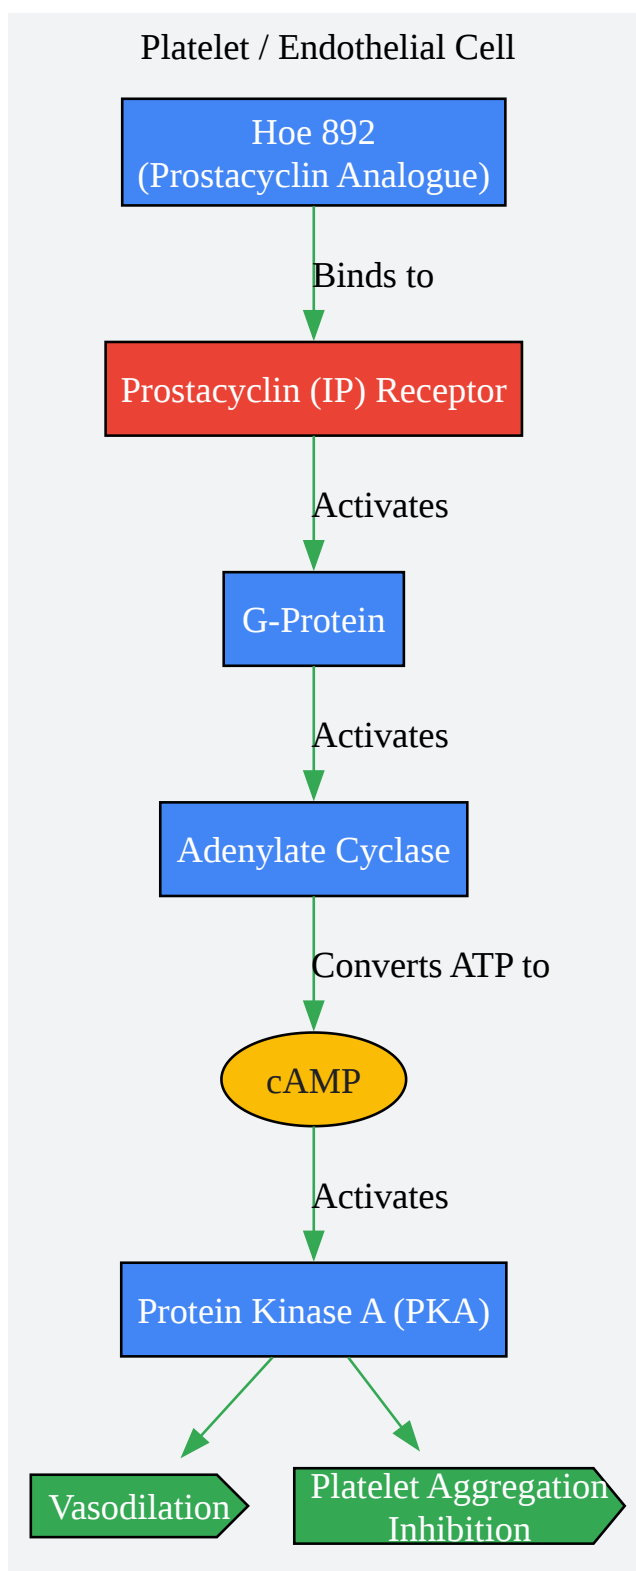 Platelet / Endothelial Cell
Hoe 892
(Prostacyclin Analogue)
Binds to
Prostacyclin (IP) Receptor
Activates
G-Protein
Activates
Adenylate Cyclase
Converts ATP to
cAMP
Activates
Protein Kinase A (PKA)
Vasodilation
Platelet Aggregation
Inhibition